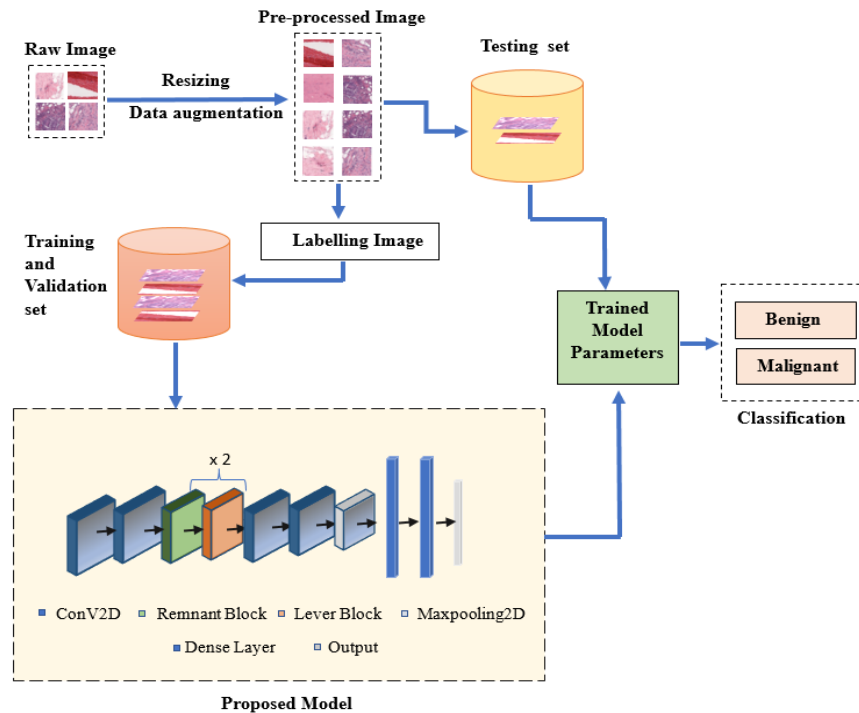 Pre-processed Image
Raw Image
Testing set
Resizing
Data augmentation
Labelling Image
Training
and
Validation
set
Trained
Model
Parameters
Benign
Malignant
Classification
x 2
ConV2D
Remnant Block
Lever Block
Maxpooling2D
Dense Layer
Output
Proposed Model